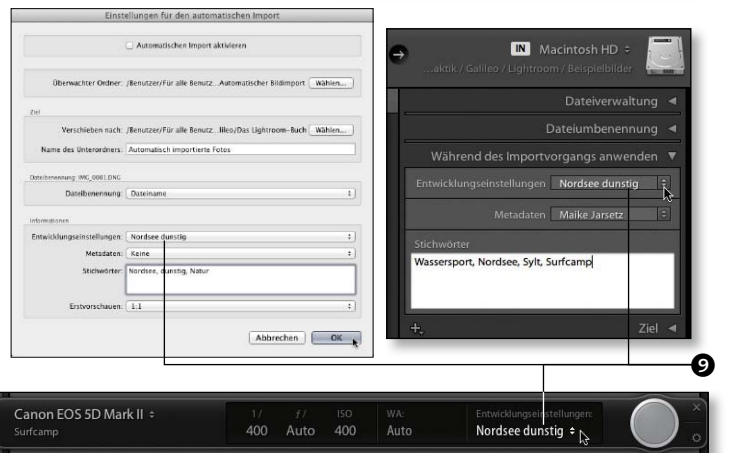 Einstellungen für den automatischen Import
Automatischen Import aktivieren
Überwachter Ordner: /Benutzer/Für alle Benutz...Automatischer Bildimport Wählen...
Ziel
Verschieben nach: /Benutzer/Für alle Benutz...lileo/Das Lightroom-Buch Wählen...
Name des Unterordners: Automatisch importierte Fotos
Dateibenennung: IMG_0001.DNG
Dateibenennung: Dateiname
Informationen
Entwicklungseinstellungen: Nordsee dunstig
Metadaten: Keine
Stichwörter: Nordsee, dunstig, Natur
Erstvorschauen: 1:1
Abbrechen OK
IN Macintosh HD
...aktik / Galileo / Lightroom / Beispielbilder
Dateiverwaltung
Dateiumbenennung
Während des Importvorgangs anwenden
Entwicklungseinstellungen Nordsee dunstig
Metadaten Maike Jarsetz
Stichwörter
Wassersport, Nordsee, Sylt, Surfcamp
Ziel
9
Canon EOS 5D Mark II 1/ f/ ISO WA: Entwicklungseinstellungen:
Surfcamp 400 Auto 400 Auto Nordsee dunstig